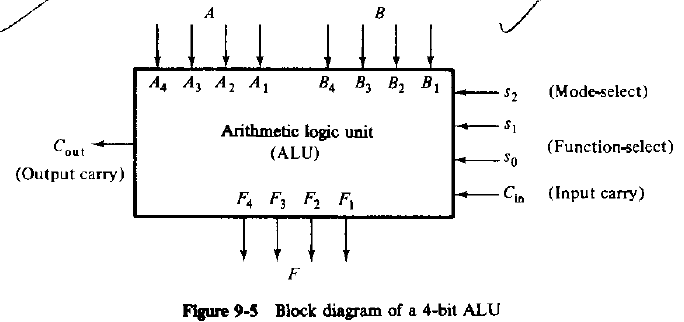 A B
A4 A3 A2 A1 B4 B3 B2 B1
s2 (Mode-select)
s1
Arithmetic logic unit
(ALU)
Cout
(Output carry)
(Function-select)
s0
F4 F3 F2 F1
Cin (Input carry)
F
Figure 9-5 Block diagram of a 4-bit ALU